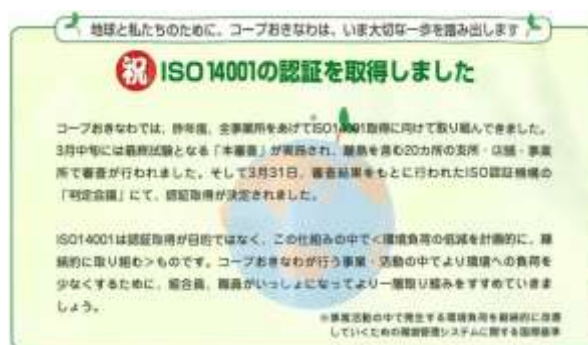 地球と私たちのために、コープおきなわは、いま大切な一歩を踏み出します
祝 ISO14001の認証を取得しました
コープおきなわでは、昨年度、全事業所をあげてISO14001取得に向けて取り組んできました。
3月中旬には最終試験となる「本審査」が実施され、離島を含む20カ所の支所・店舗・事業
所で審査が行われました。そして3月31日、審査結果をもとに行われたISO認証機構の
「判定会議」にて、認証取得が決定されました。
ISO14001は認証取得が目的ではなく、この仕組みの中で<環境負荷の低減を計画的に、継
続的に取り組む>ものです。コープおきなわが行う事業・活動の中でより環境への負荷を
少なくするために、組合員、職員がいっしょになってより一層取り組みをすすめていきま
しょう。
※事業活動の中で発生する環境負荷を継続的に改善
していくための環境管理システムに関する国際基準